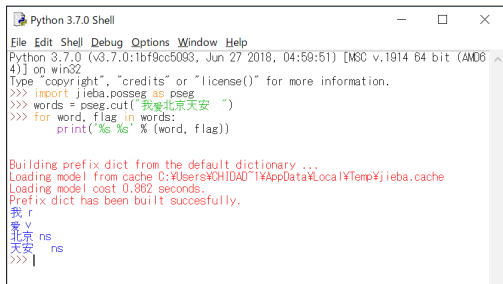 Python 3.7.0 Shell
File Edit Shell Debug Options Window Help
Python 3.7.0 (v3.7.0:1bf9cc5093, Jun 27 2018, 04:59:51) [MSC v.1914 64 bit (AMD6
4)] on win32
Type "copyright", "credits" or "license()" for more information.
>>> import jieba.posseg as pseg
>>> words = pseg.cut("我爱北京天安  ")
>>> for word, flag in words:
        print('%s %s' % (word, flag))
Building prefix dict from the default dictionary ...
Loading model from cache C:¥Users¥CHIDAD~1¥AppData¥Local¥Temp¥jieba.cache
Loading model cost 0.862 seconds.
Prefix dict has been built succesfully.
我 r
爱 v
北京 ns
天安   ns
>>>